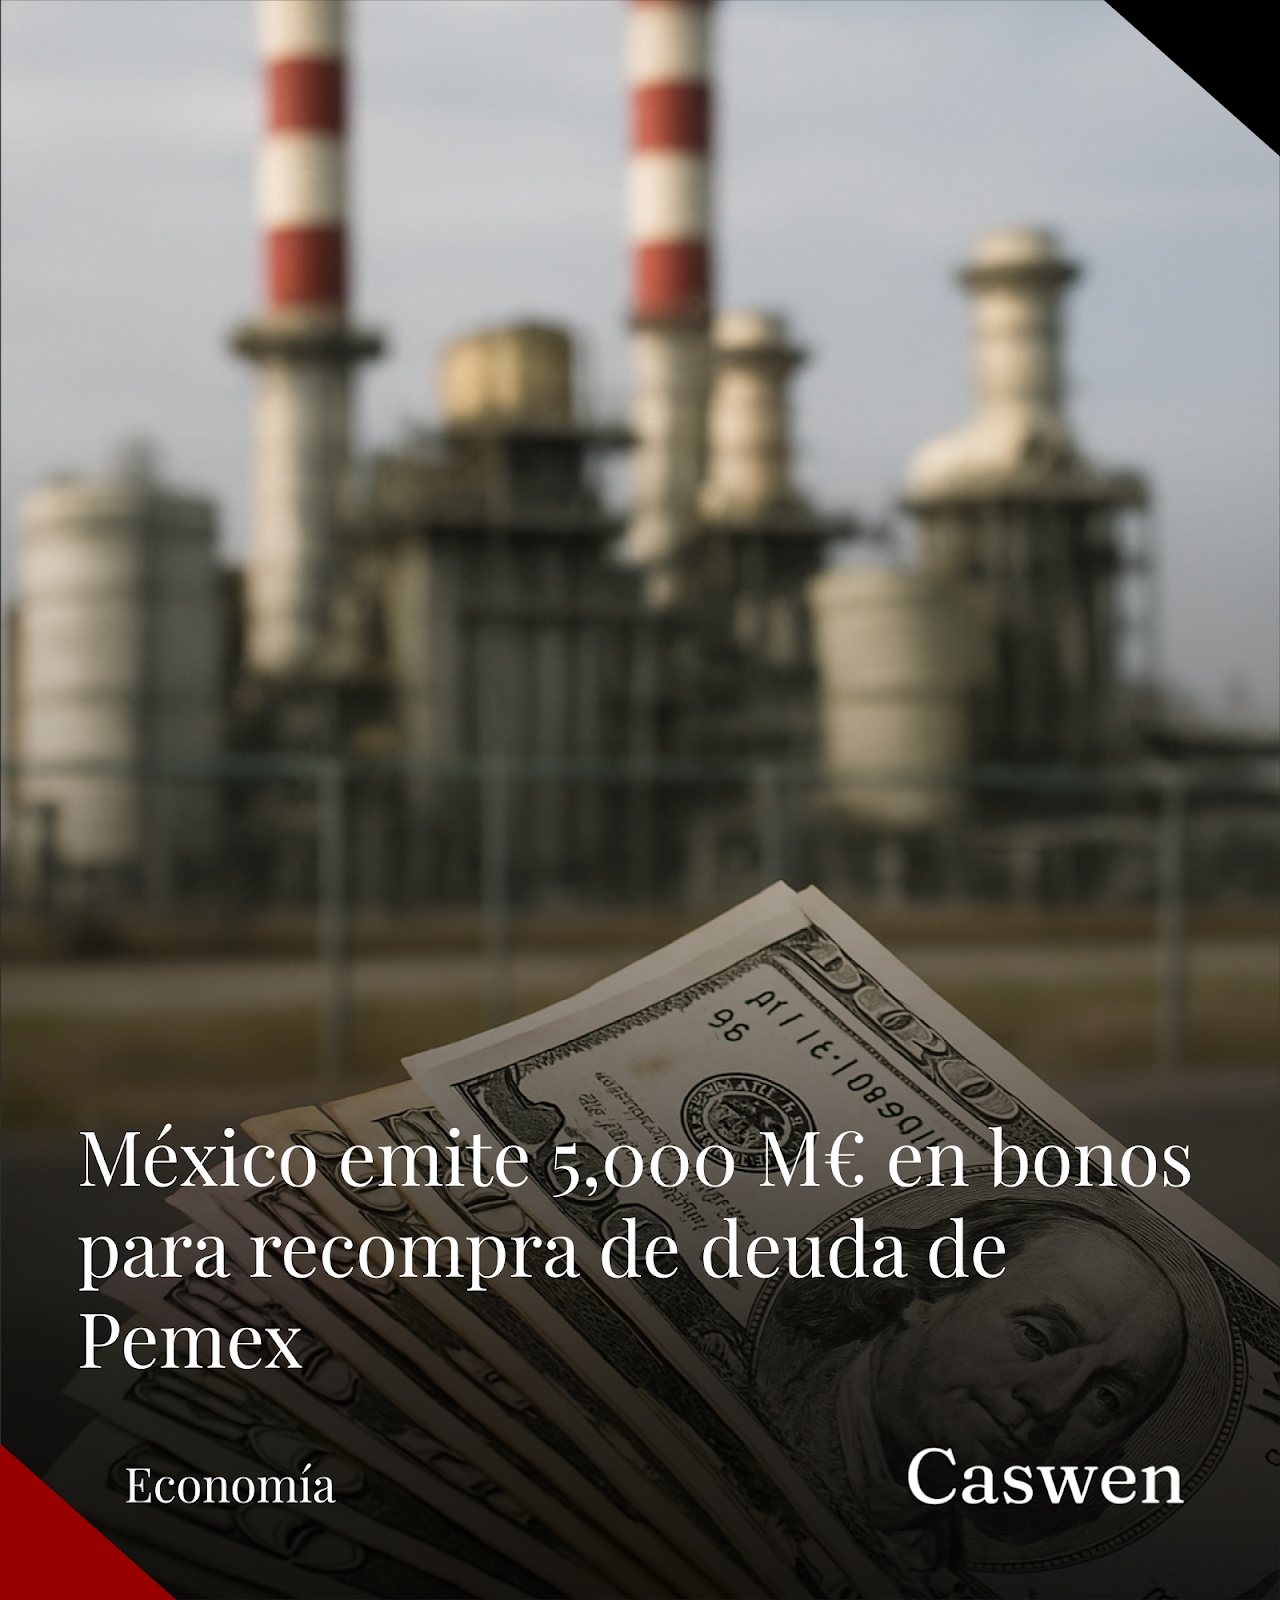 México emite 5,000 M€ en bonos
para recompra de deuda de
Pemex
Economía
Caswen